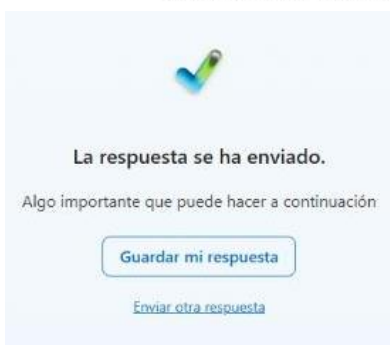 La respuesta se ha enviado.
Algo importante que puede hacer a continuación
Guardar mi respuesta
Enviar otra respuesta